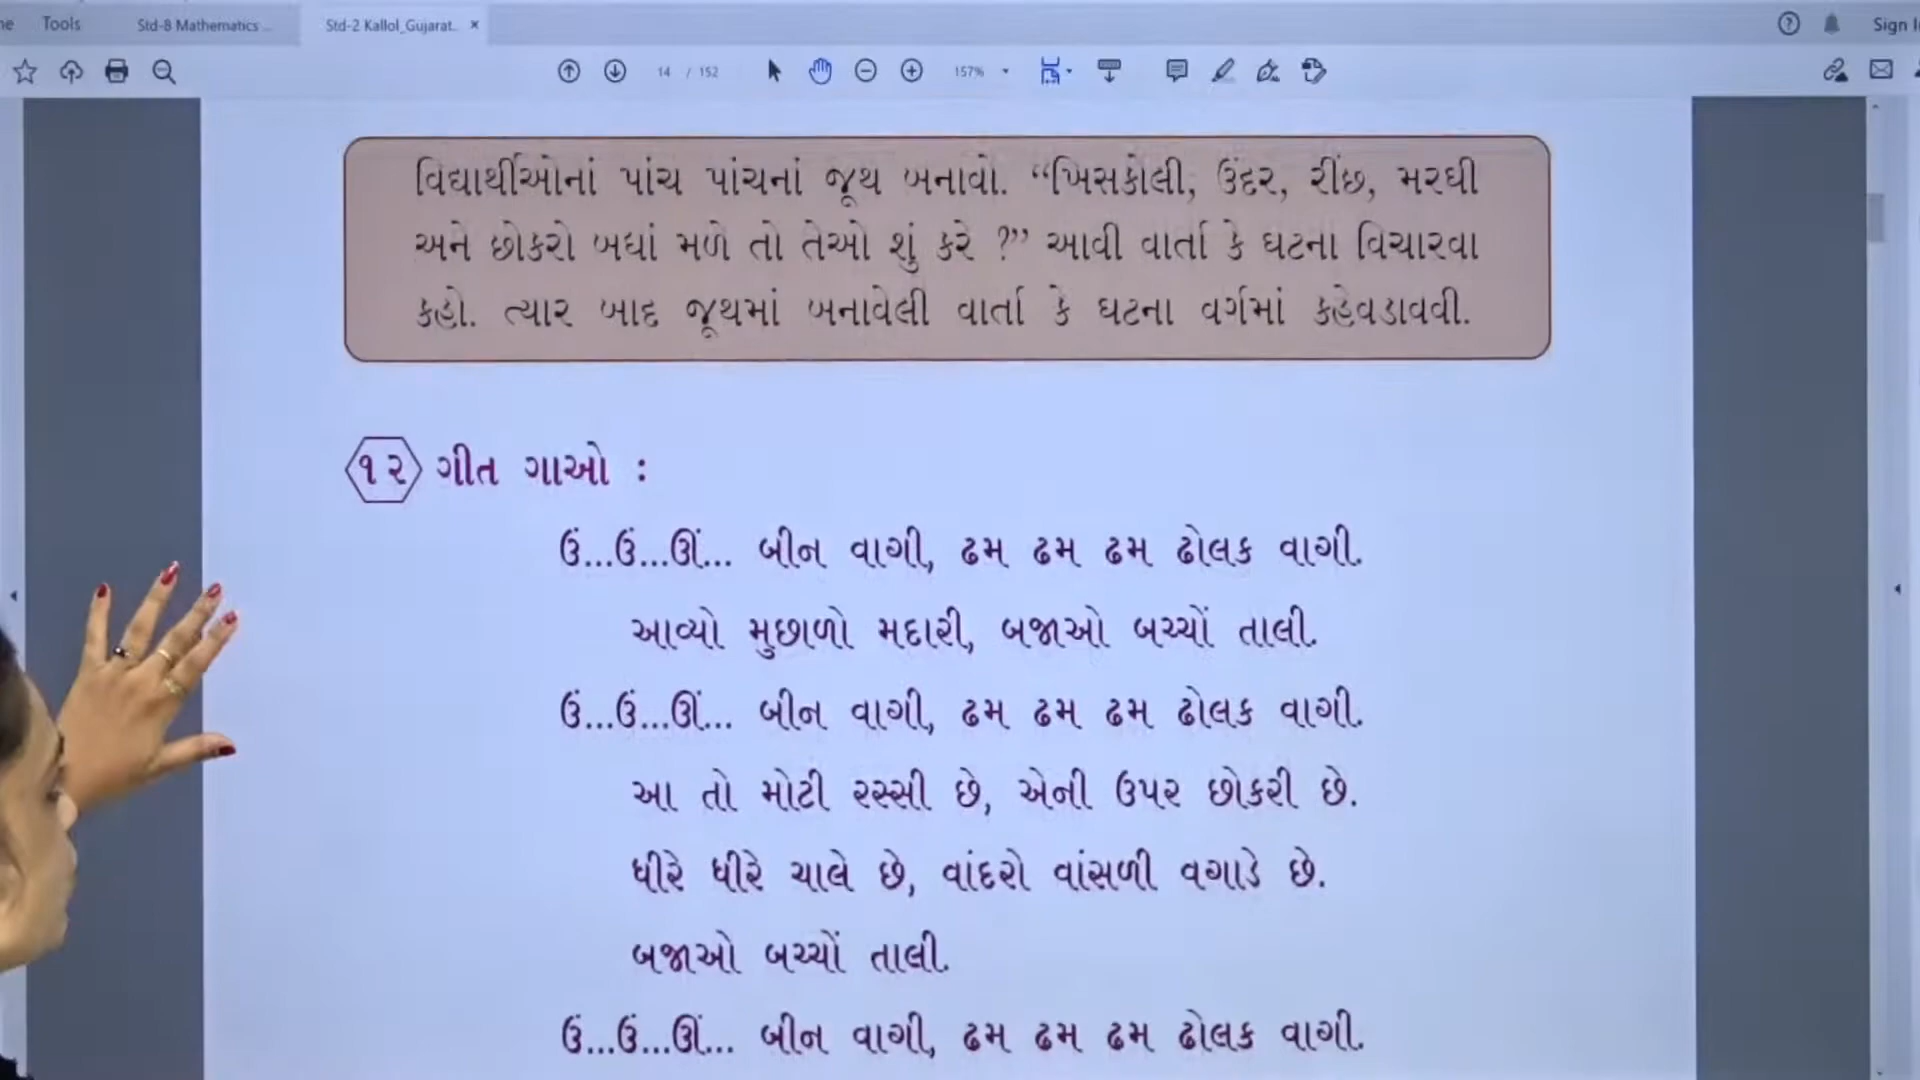 Tools Std-8 Mathematics ... Std-2 Kallol_Gujarat... × Sign
14 / 152 157%
વિદ્યાર્થીઓનાં પાંચ પાંચનાં જૂથ બનાવો. “ખિસકોલી, ઉંદર, રીંછ, મરઘી
અને છોકરો બધાં મળે તો તેઓ શું કરે ?” આવી વાર્તા કે ઘટના વિચારવા
કહો. ત્યાર બાદ જૂથમાં બનાવેલી વાર્તા કે ઘટના વર્ગમાં કહેવડાવવી.
૧૨ ગીત ગાઓ :
ઉં...ઉં...ઊં... બીન વાગી, ઢમ ઢમ ઢમ ઢોલક વાગી.
આવ્યો મુછાળો મદારી, બજાઓ બચ્ચોં તાલી.
ઉં...ઉં...ઊં... બીન વાગી, ઢમ ઢમ ઢમ ઢોલક વાગી.
આ તો મોટી રસ્સી છે, એની ઉપર છોકરી છે.
ધીરે ધીરે ચાલે છે, વાંદરો વાંસળી વગાડે છે.
બજાઓ બચ્ચોં તાલી.
ઉં...ઉં...ઊં... બીન વાગી, ઢમ ઢમ ઢમ ઢોલક વાગી.